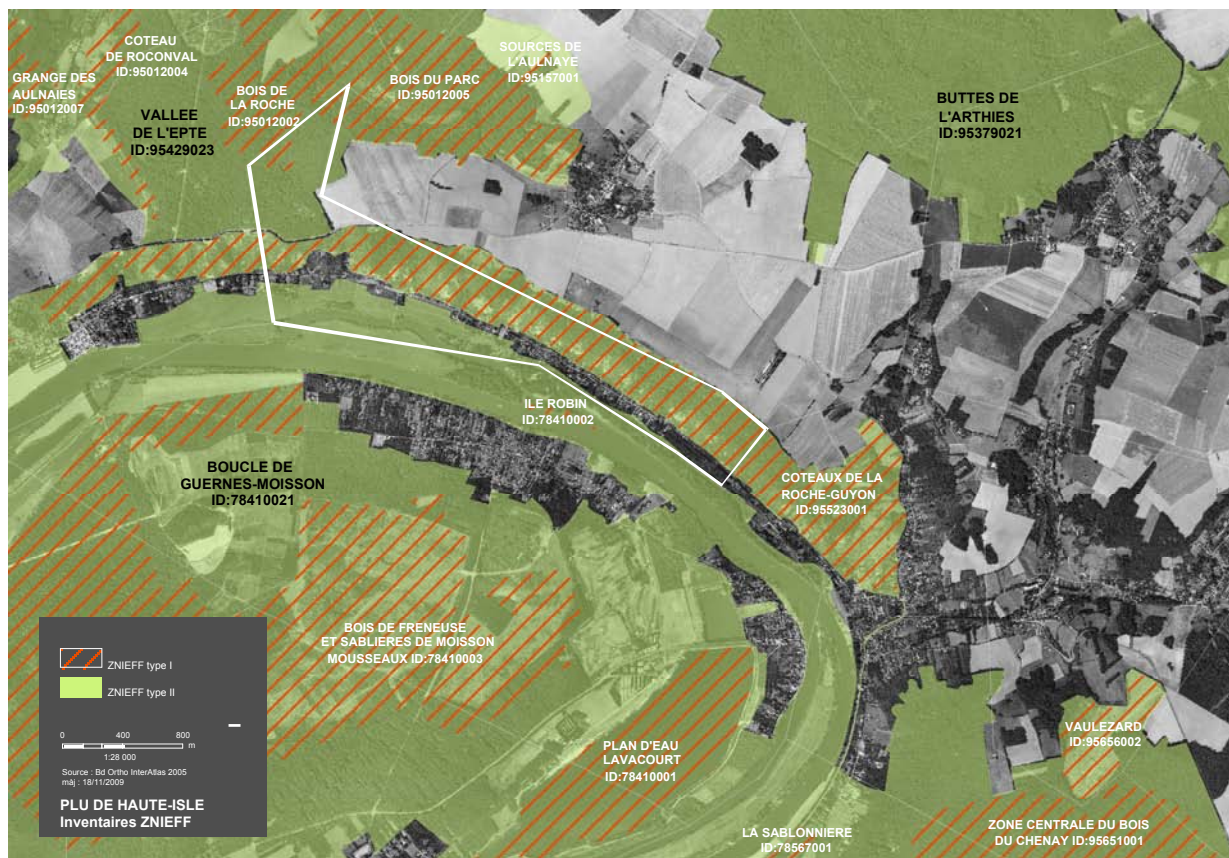 COTEAU
DE ROCONVAL
ID:95012004
GRANGE DES
AULNAIES
ID:95012007
VALLEE
DE L'EPTE
ID:95429023
BOIS DE
LA ROCHE
ID:95012002
BOIS DU PARC
ID:95012005
SOURCES DE
L'AULNAYE
ID:95157001
BUTTES DE
L'ARTHIES
ID:95379021
ILE ROBIN
ID:78410002
BOUCLE DE
GUERNES-MOISSON
ID:78410021
COTEAUX DE LA
ROCHE-GUYON
ID:95523001
BOIS DE FRENEUSE
ET SABLIERES DE MOISSON
MOUSSEAUX ID:78410003
PLAN D'EAU
LAVACOURT
ID:78410001
VAULEZARD
ID:95656002
LA SABLONNIERE
ID:78567001
ZONE CENTRALE DU BOIS
DU CHENAY ID:95651001
ZNIEFF type I
ZNIEFF type II
0 400 800
m
1:28 000
Source : Bd Ortho InterAtlas 2005
màj : 18/11/2009
PLU DE HAUTE-ISLE
Inventaires ZNIEFF